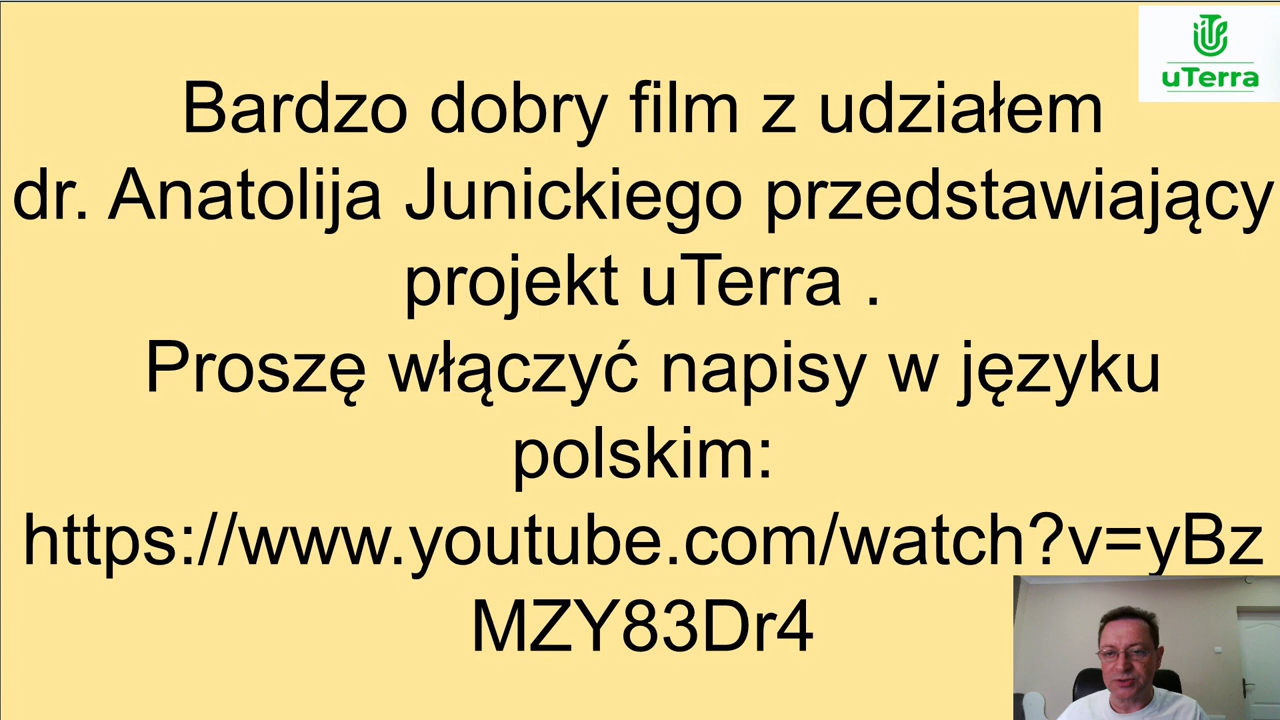 uTerra
Bardzo dobry film z udziałem
dr. Anatolija Junickiego przedstawiający
projekt uTerra .
Proszę włączyć napisy w języku
polskim:
https://www.youtube.com/watch?v=yBz
MZY83Dr4